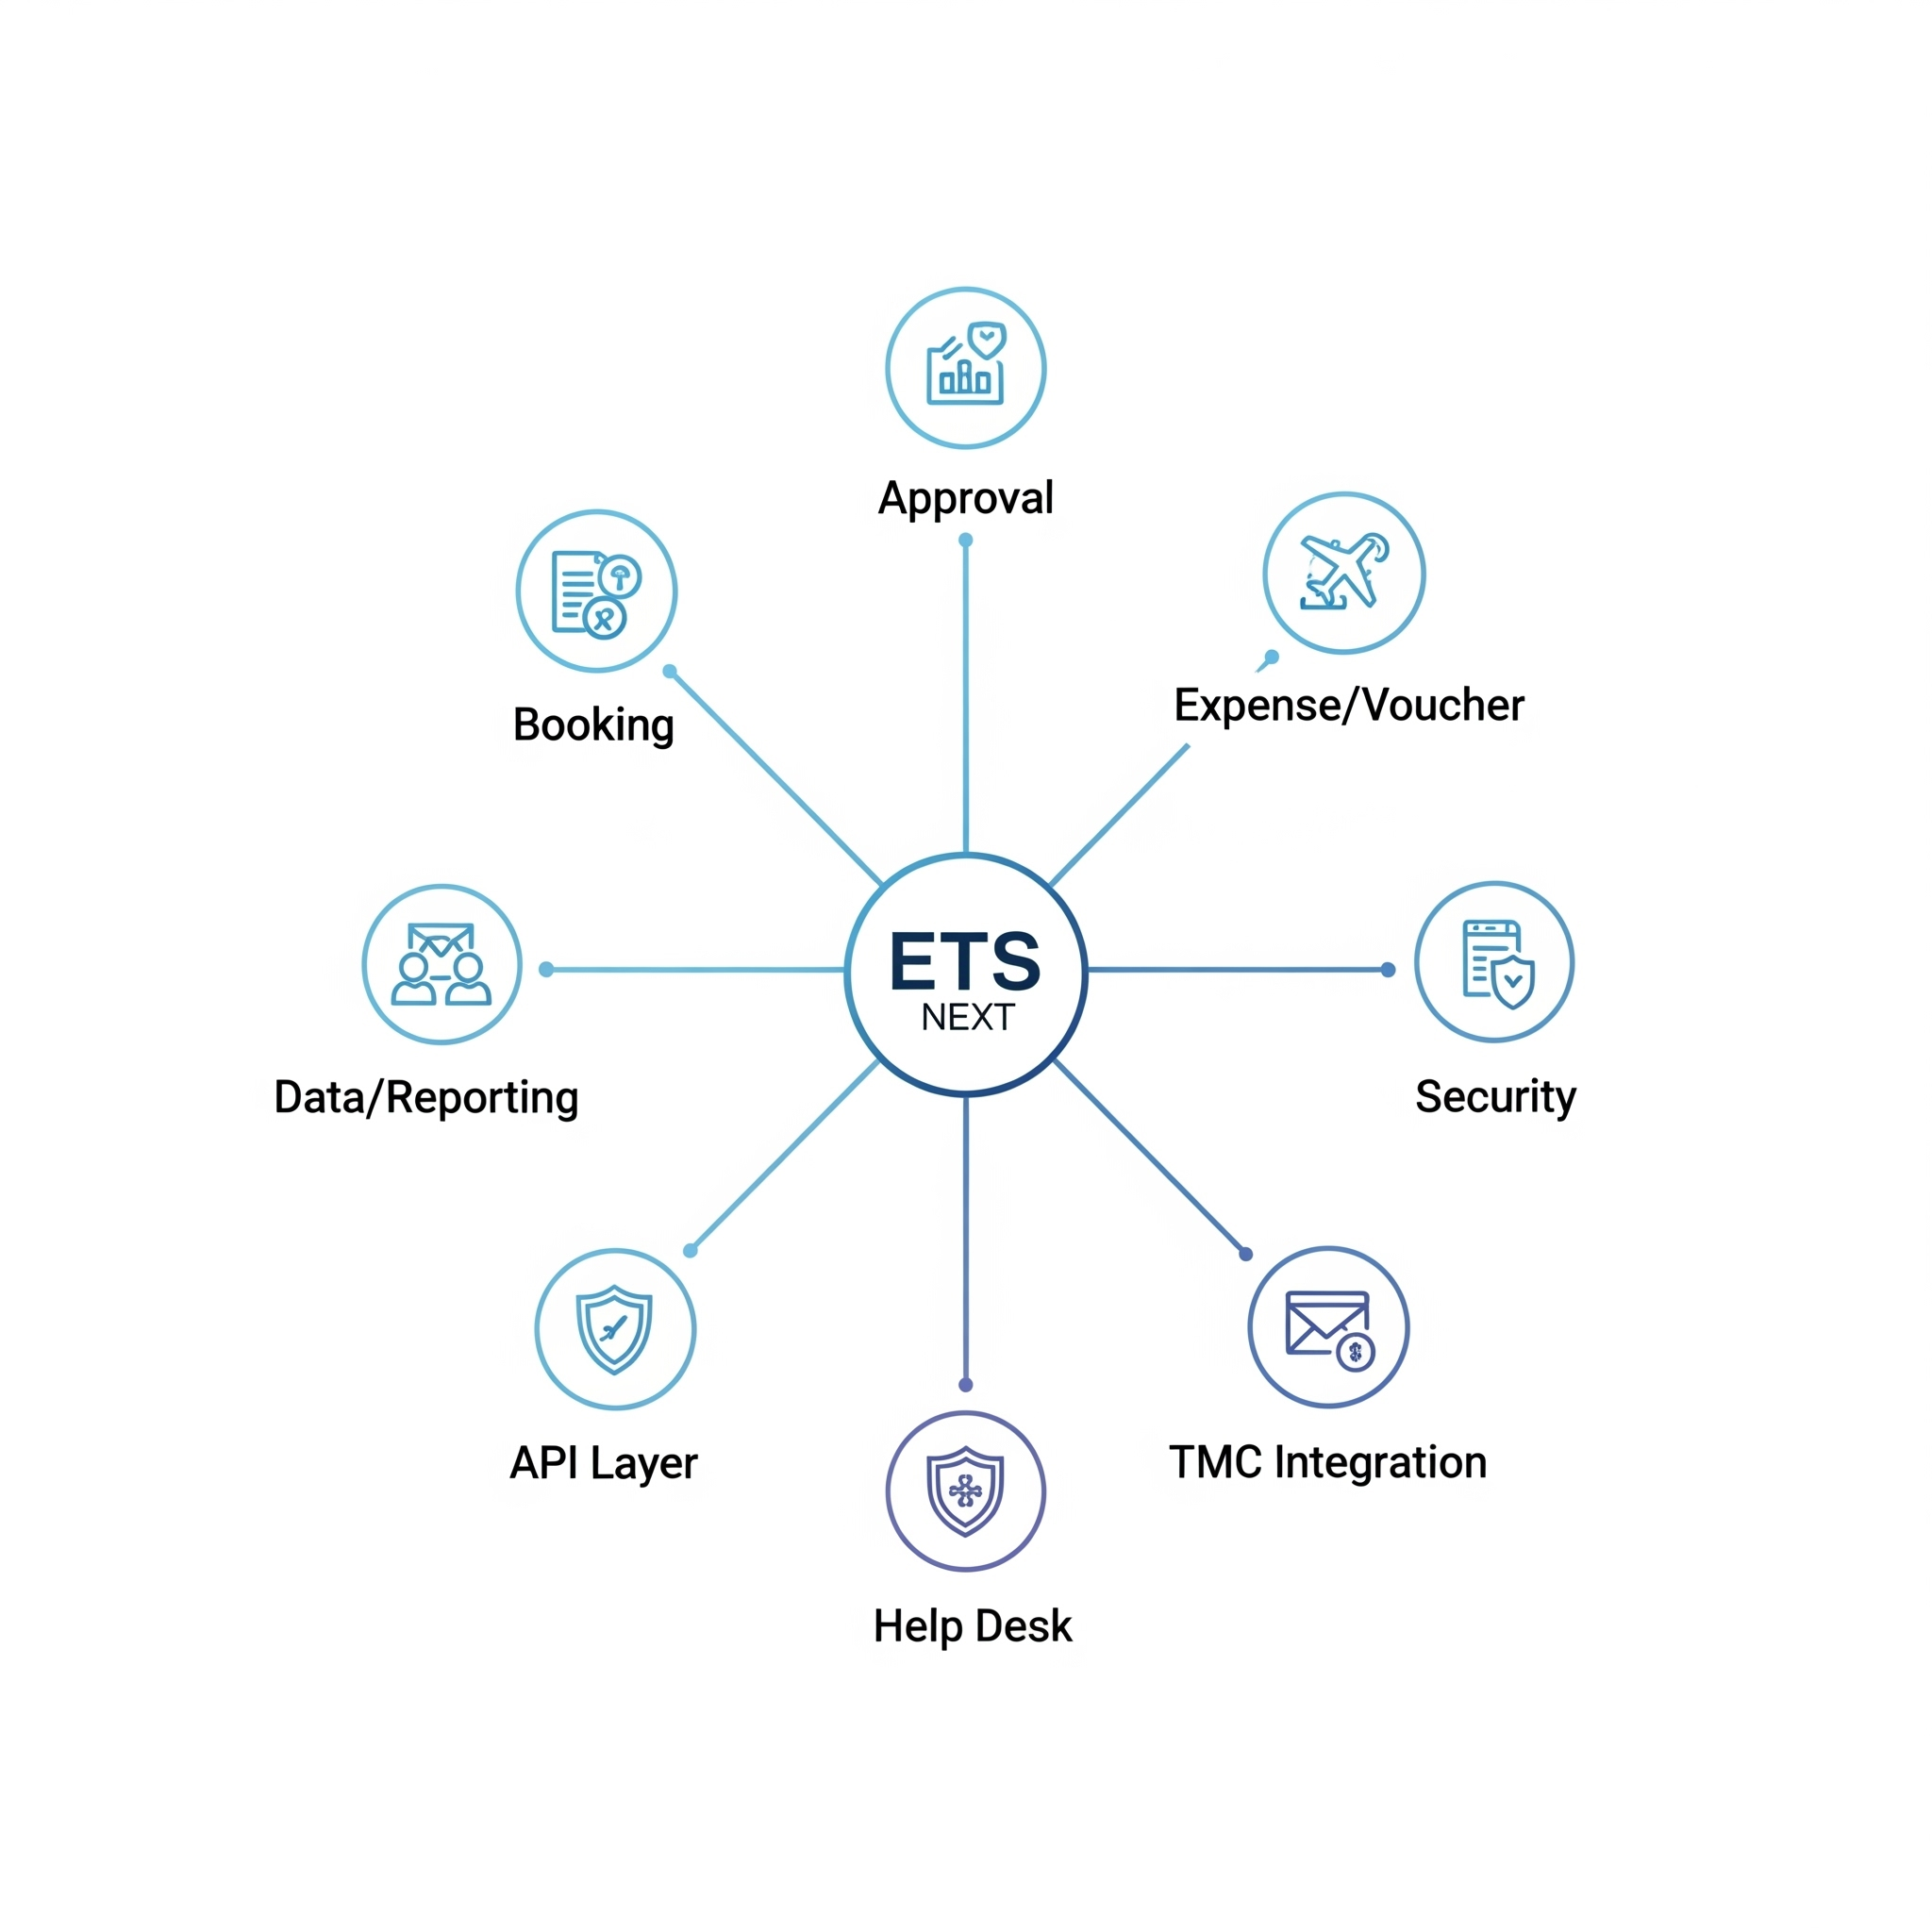 Approval
Booking
Expense/Voucher
ETS
NEXT
Data/Reporting
Security
API Layer
TMC Integration
Help Desk